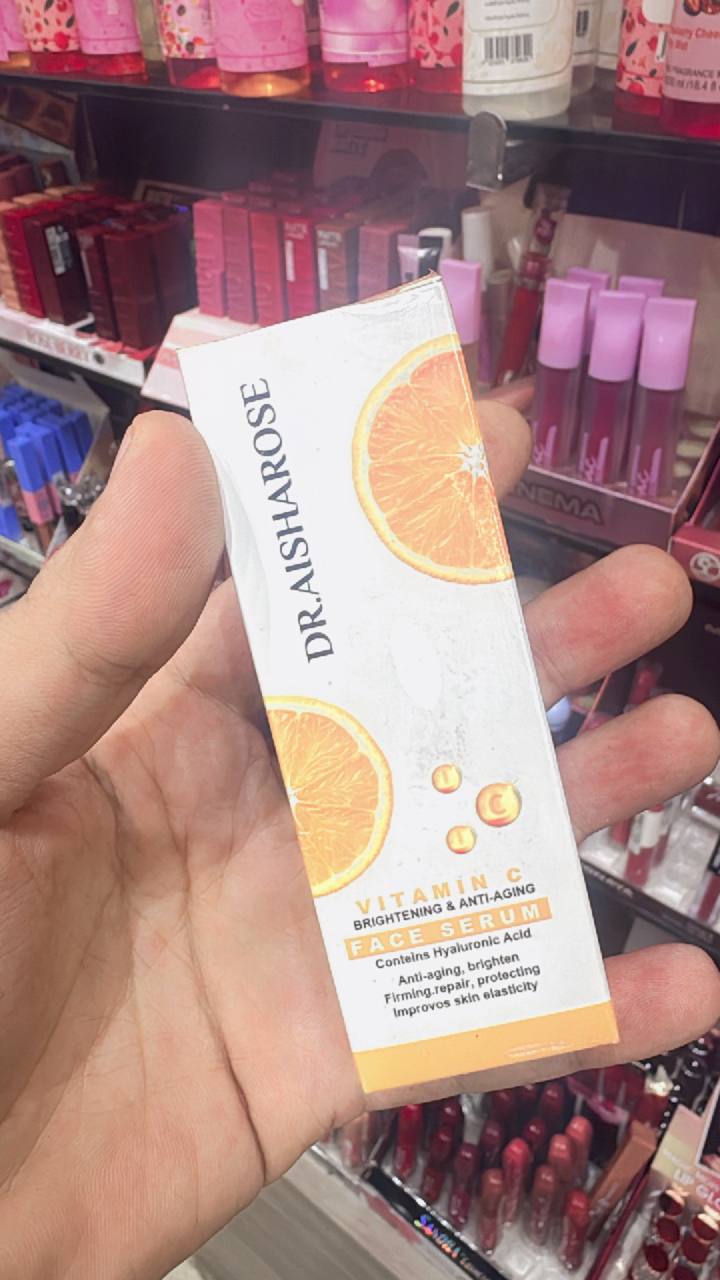 DR.AISHAROSE
C
VITAMIN C
BRIGHTENING & ANTI-AGING
FACE SERUM
Conteins Hyaluronic Acid
Anti-aging, brighten
Firming.repair, protecting
Improvos skin elasticity
NEMA